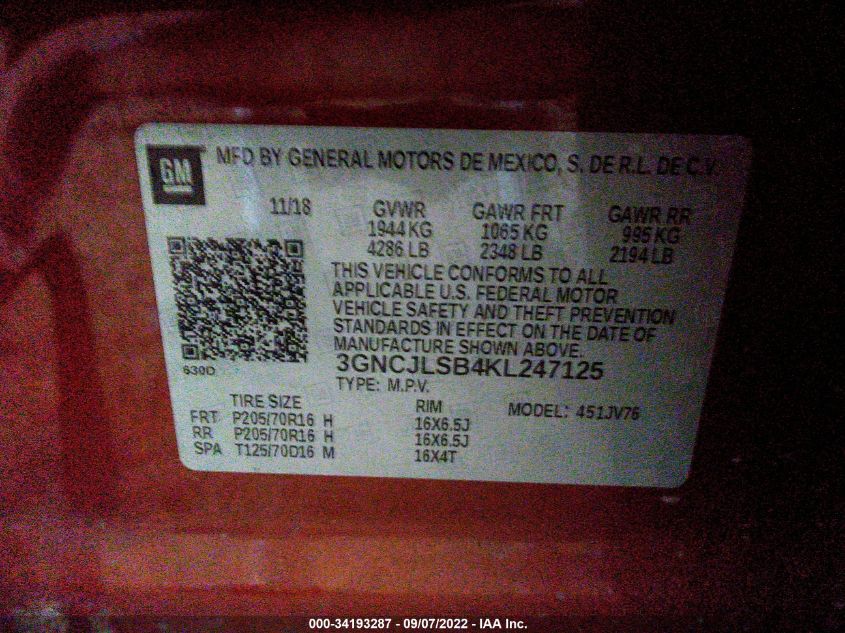 GM
MFD BY GENERAL MOTORS DE MEXICO, S. DE R.L. DE C.V.
11/18 GVWR GAWR FRT GAWR RR
1944 KG 1065 KG 995 KG
4286 LB 2348 LB 2194 LB
THIS VEHICLE CONFORMS TO ALL
APPLICABLE U.S. FEDERAL MOTOR
VEHICLE SAFETY AND THEFT PREVENTION
STANDARDS IN EFFECT ON THE DATE OF
MANUFACTURE SHOWN ABOVE.
630D
3GNCJLSB4KL247125
TYPE: M.P.V.
TIRE SIZE RIM MODEL: 451JV76
FRT P205/70R16 H 16X6.5J
RR P205/70R16 H 16X6.5J
SPA T125/70D16 M 16X4T
000-34193287 - 09/07/2022 - IAA Inc.